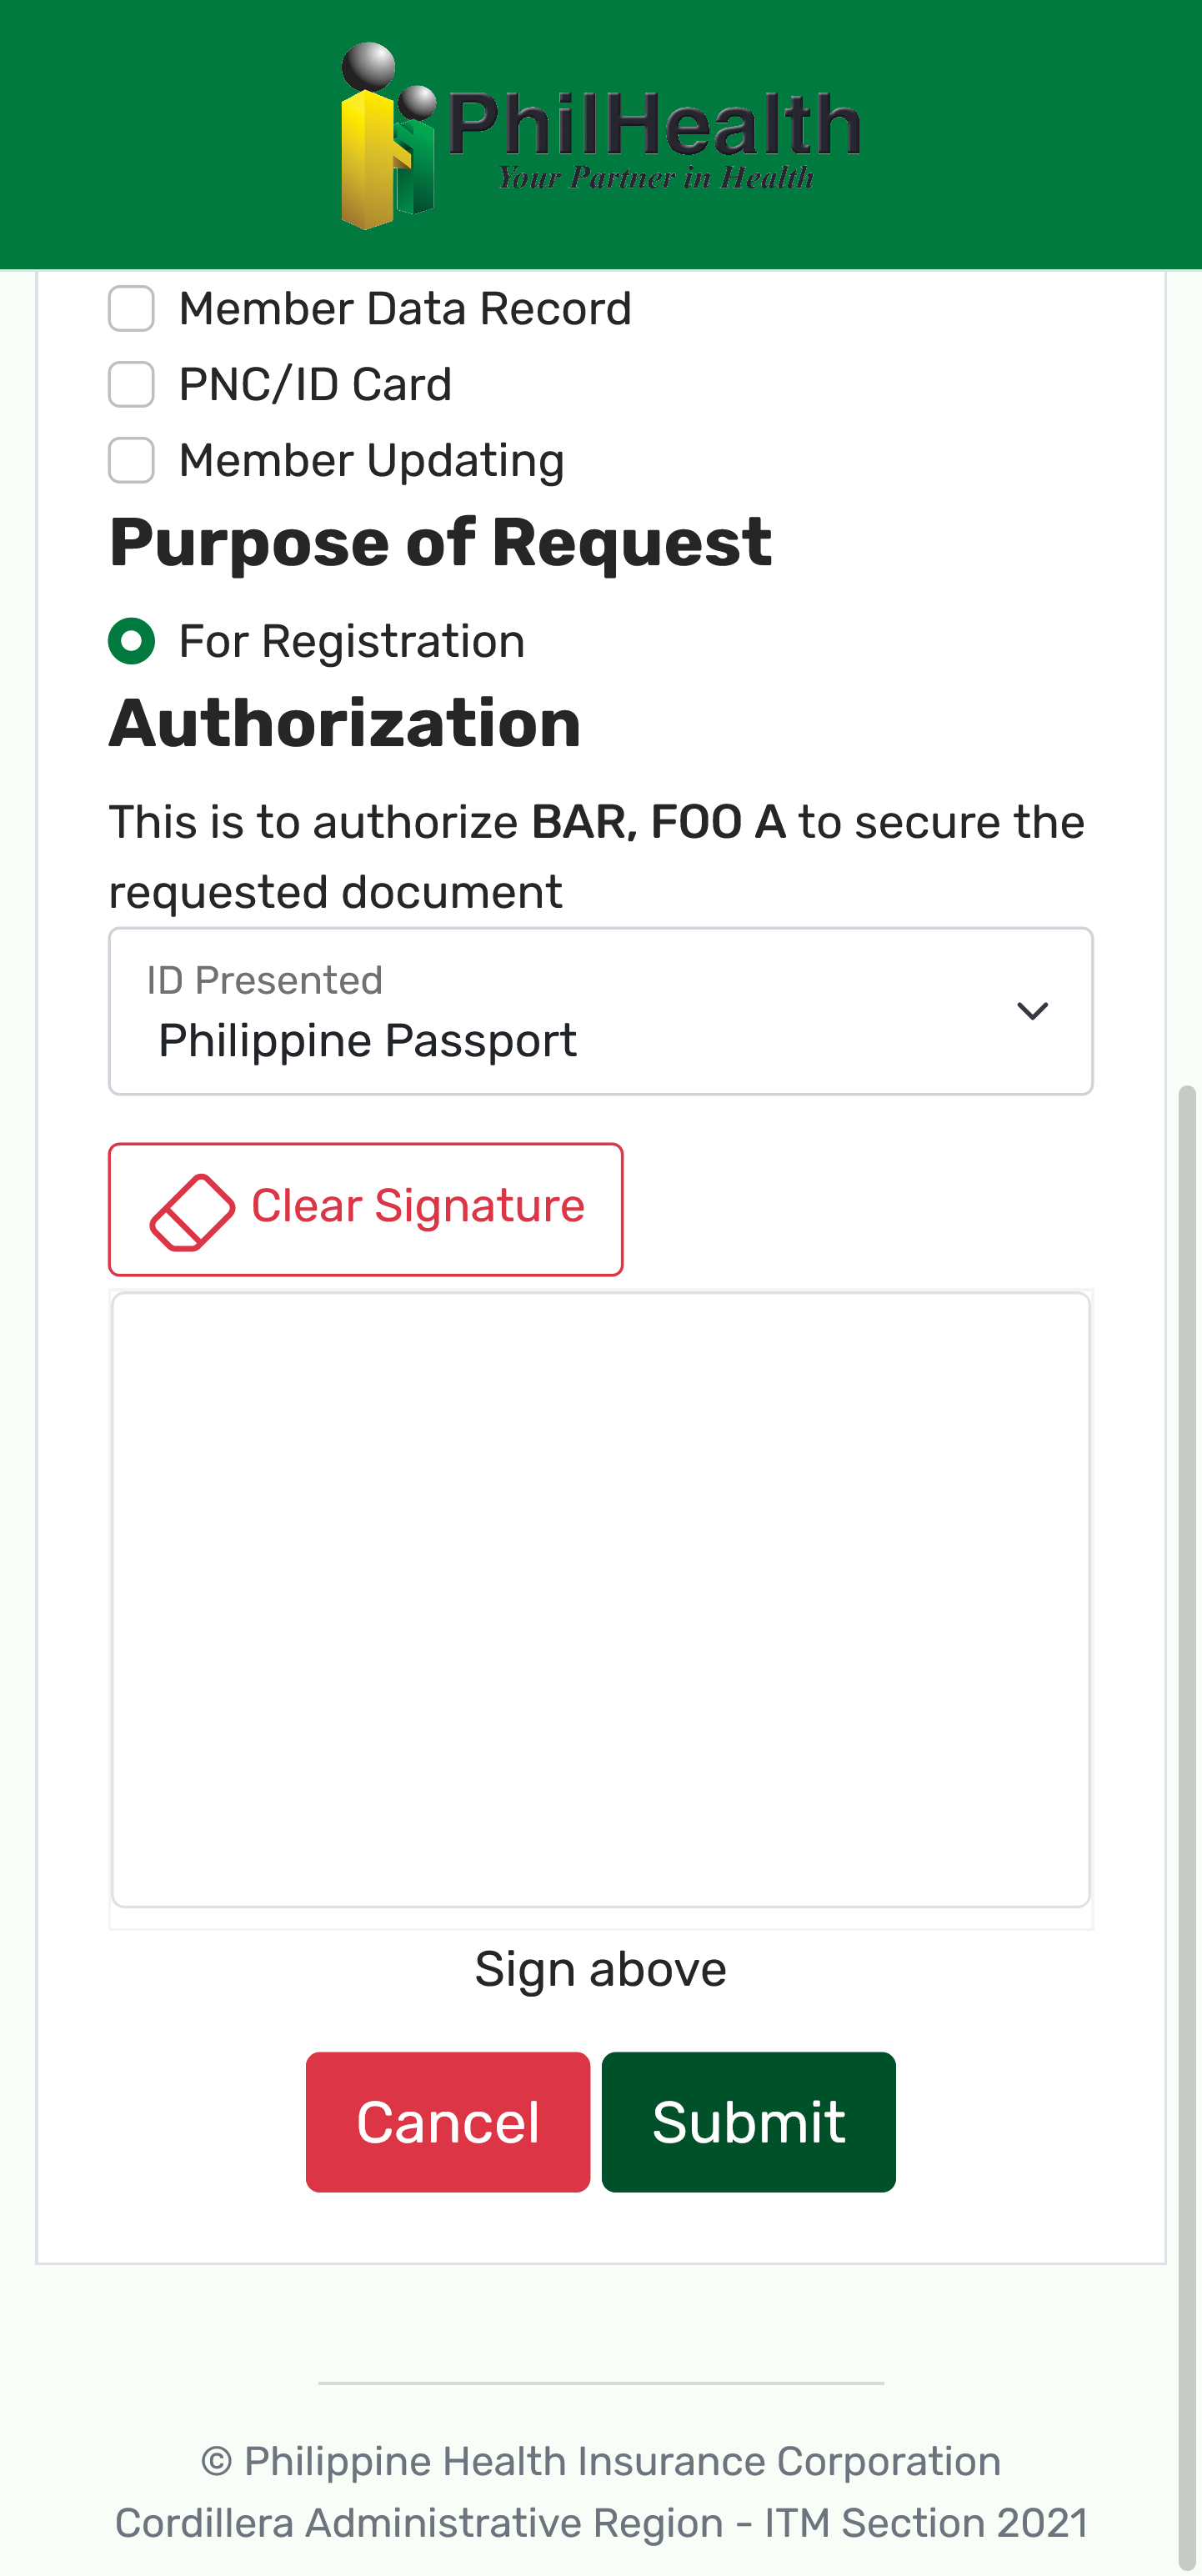 PhilHealth
Your Partner in Health
Member Data Record
PNC/ID Card
Member Updating
Purpose of Request
For Registration
Authorization
This is to authorize BAR, FOO A to secure the
requested document
ID Presented
Philippine Passport
Clear Signature
Sign above
Cancel Submit
© Philippine Health Insurance Corporation
Cordillera Administrative Region - ITM Section 2021